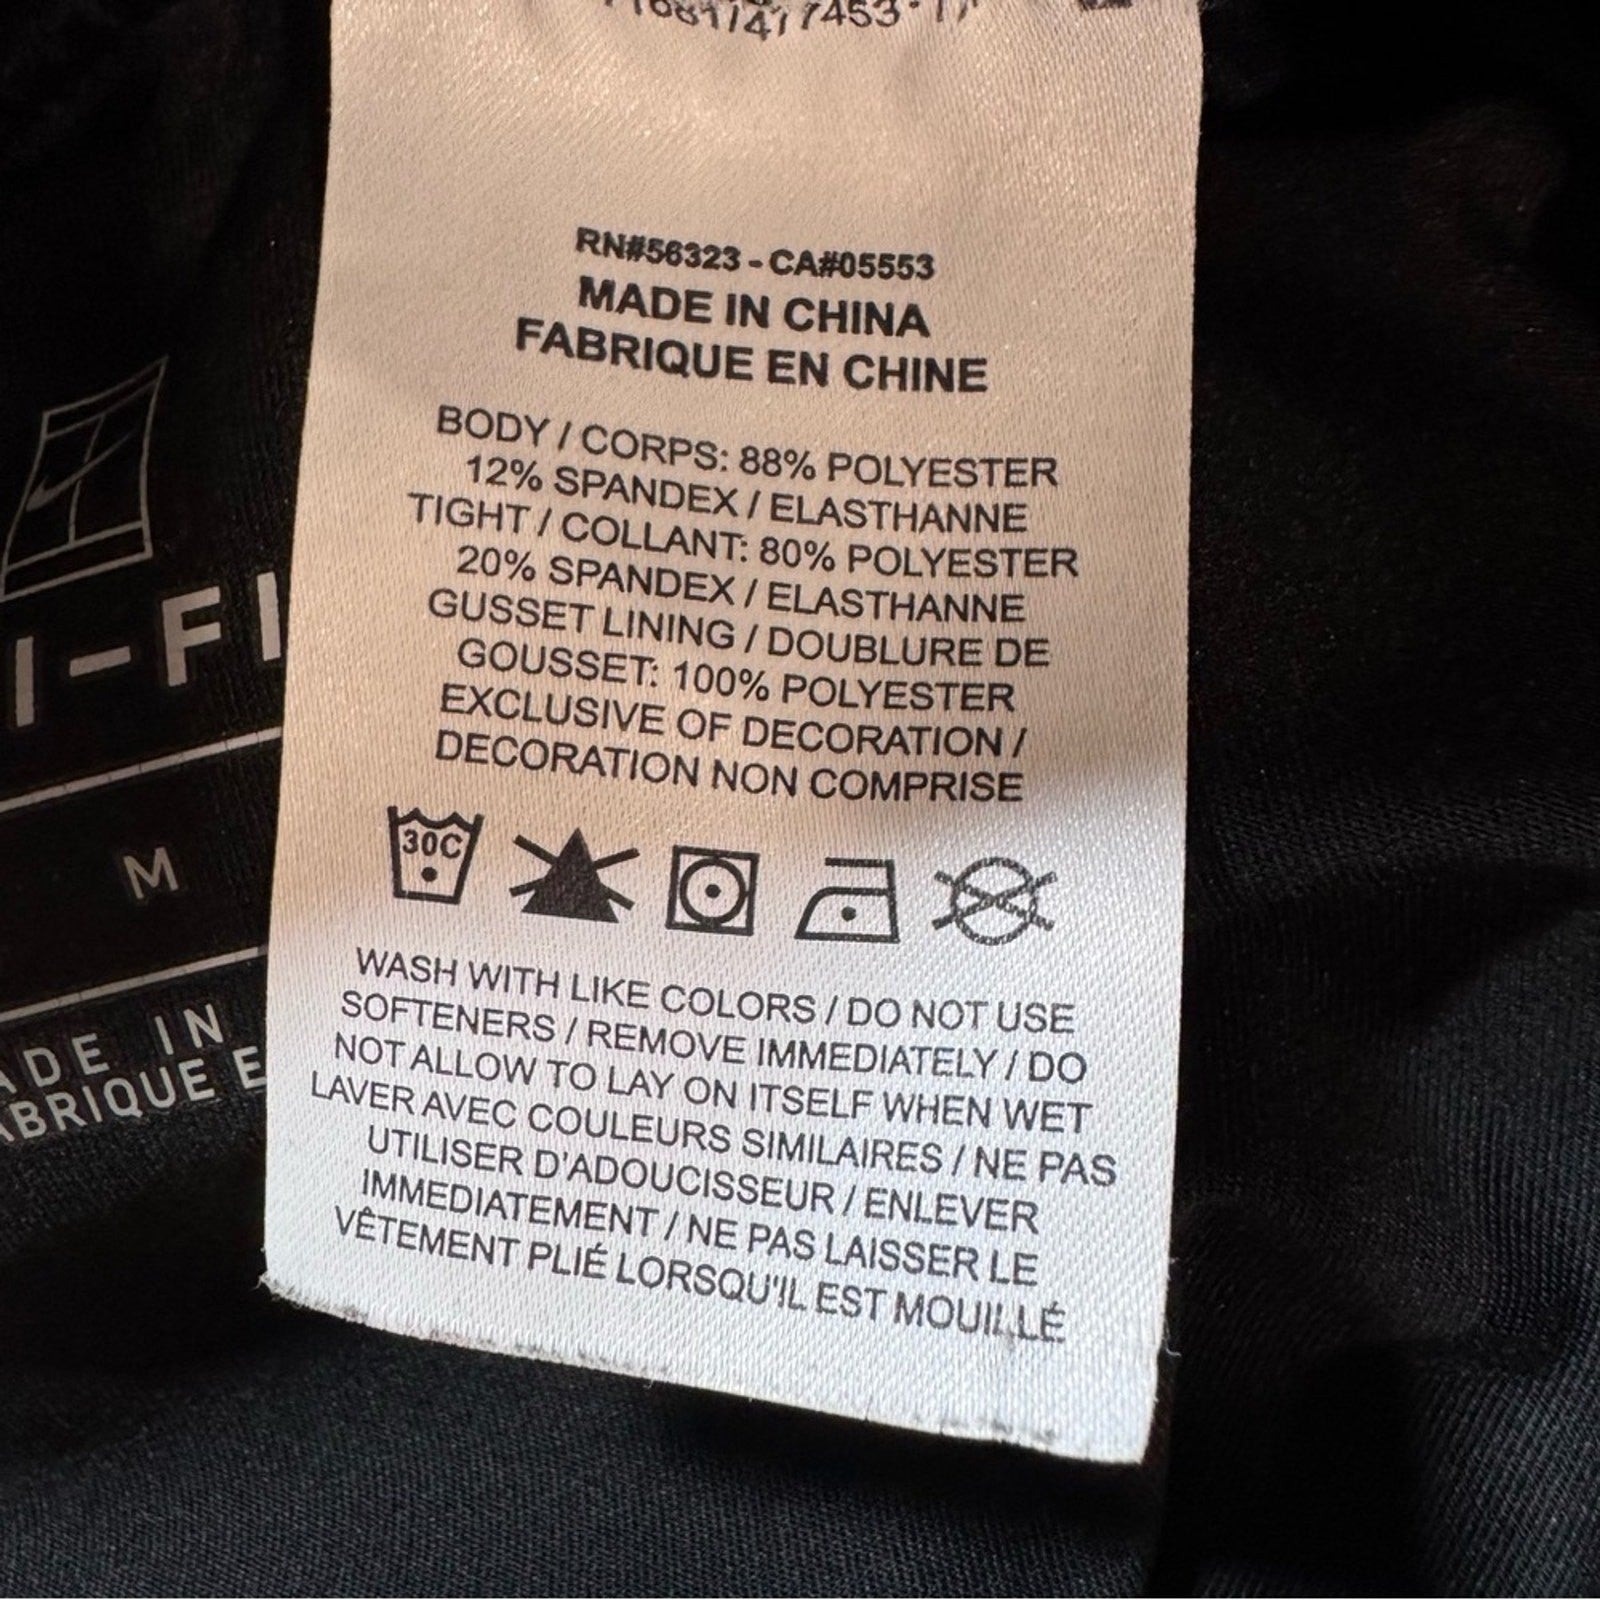 RN#56323 - CA#05553
MADE IN CHINA
FABRIQUE EN CHINE
BODY / CORPS: 88% POLYESTER
12% SPANDEX / ELASTHANNE
TIGHT / COLLANT: 80% POLYESTER
20% SPANDEX / ELASTHANNE
GUSSET LINING / DOUBLURE DE
GOUSSET: 100% POLYESTER
EXCLUSIVE OF DECORATION /
DECORATION NON COMPRISE
30C
WASH WITH LIKE COLORS / DO NOT USE
SOFTENERS / REMOVE IMMEDIATELY / DO
NOT ALLOW TO LAY ON ITSELF WHEN WET
LAVER AVEC COULEURS SIMILAIRES / NE PAS
UTILISER D'ADOUCISSEUR / ENLEVER
IMMEDIATEMENT / NE PAS LAISSER LE
VÊTEMENT PLIÉ LORSQU'IL EST MOUILLÉ
I-FI
M
ADE IN
ABRIQUE E